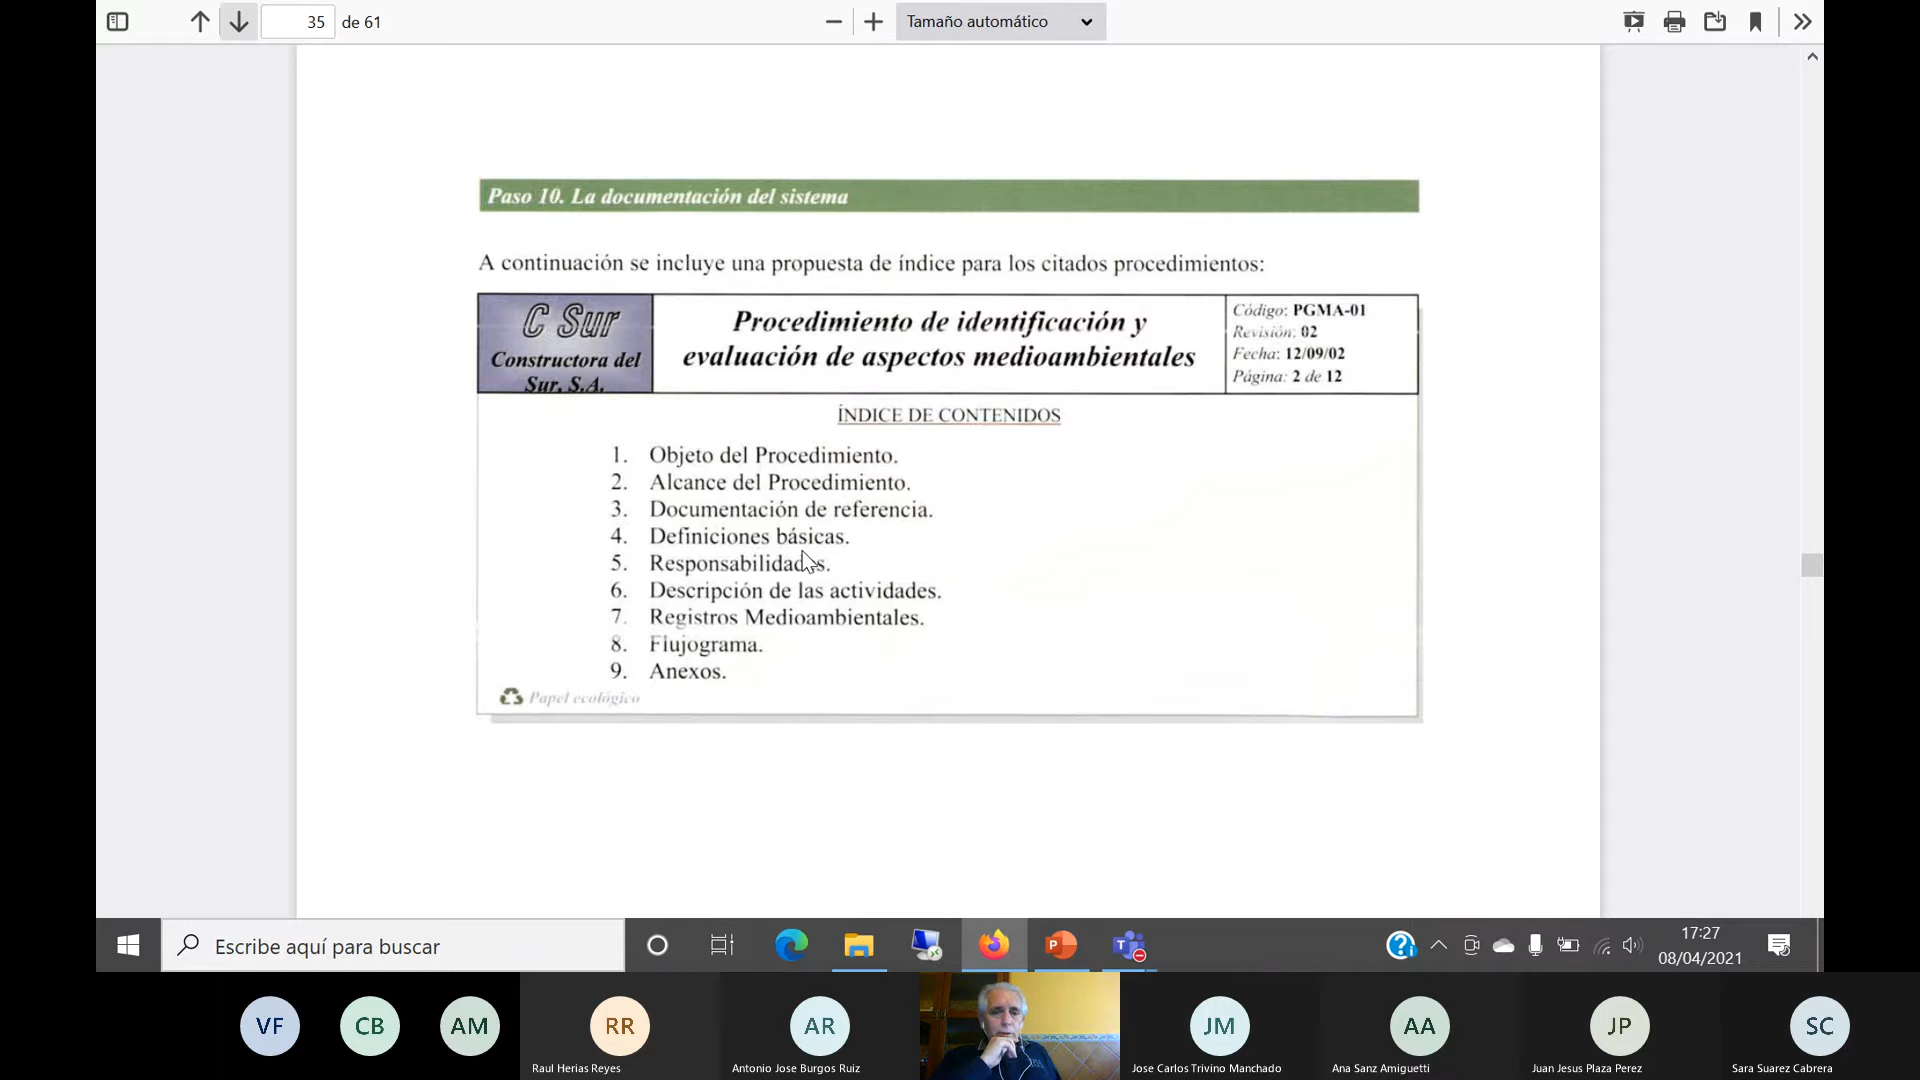 35 de 61
Tamaño automático
Paso 10. La documentación del sistema
A continuación se incluye una propuesta de índice para los citados procedimientos:
C Sur
Constructora del
Sur, S.A.
Procedimiento de identificación y
evaluación de aspectos medioambientales
Código: PGMA-01
Revisión: 02
Fecha: 12/09/02
Página: 2 de 12
ÍNDICE DE CONTENIDOS
1. Objeto del Procedimiento.
2. Alcance del Procedimiento.
3. Documentación de referencia.
4. Definiciones básicas.
5. Responsabilidades.
6. Descripción de las actividades.
7. Registros Medioambientales.
8. Flujograma.
9. Anexos.
Papel ecológico
Escribe aquí para buscar
17:27
08/04/2021
VF CB AM RR AR JM AA JP SC
Raul Herias Reyes
Antonio Jose Burgos Ruiz
Jose Carlos Trivino Manchado
Ana Sanz Amiguetti
Juan Jesus Plaza Perez
Sara Suarez Cabrera